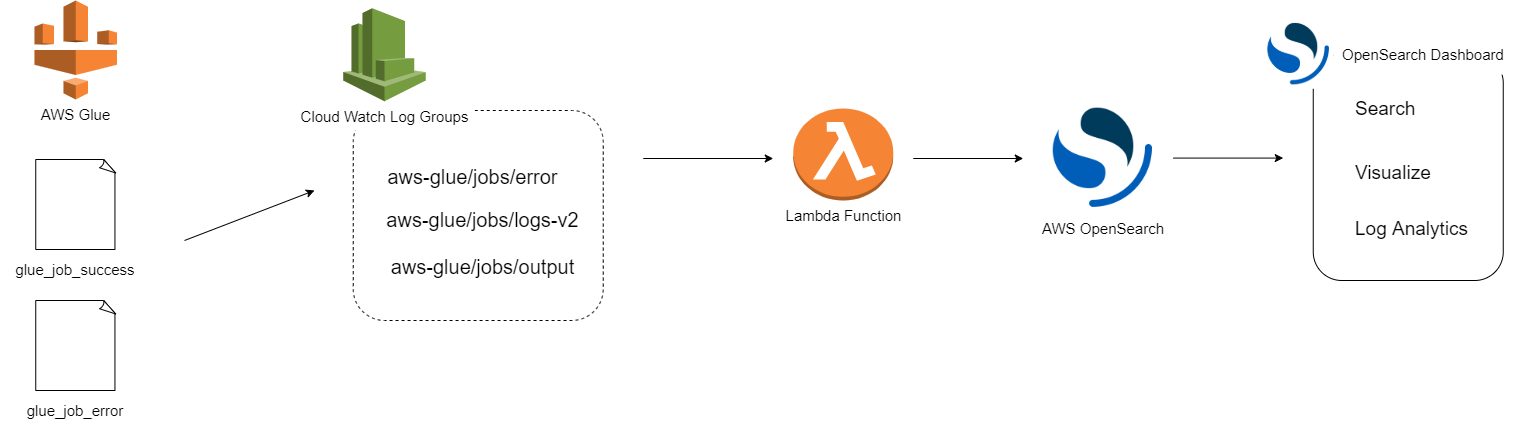 AWS Glue
glue_job_success
glue_job_error
Cloud Watch Log Groups
aws-glue/jobs/error
aws-glue/jobs/logs-v2
aws-glue/jobs/output
Lambda Function
AWS OpenSearch
OpenSearch Dashboard
Search
Visualize
Log Analytics